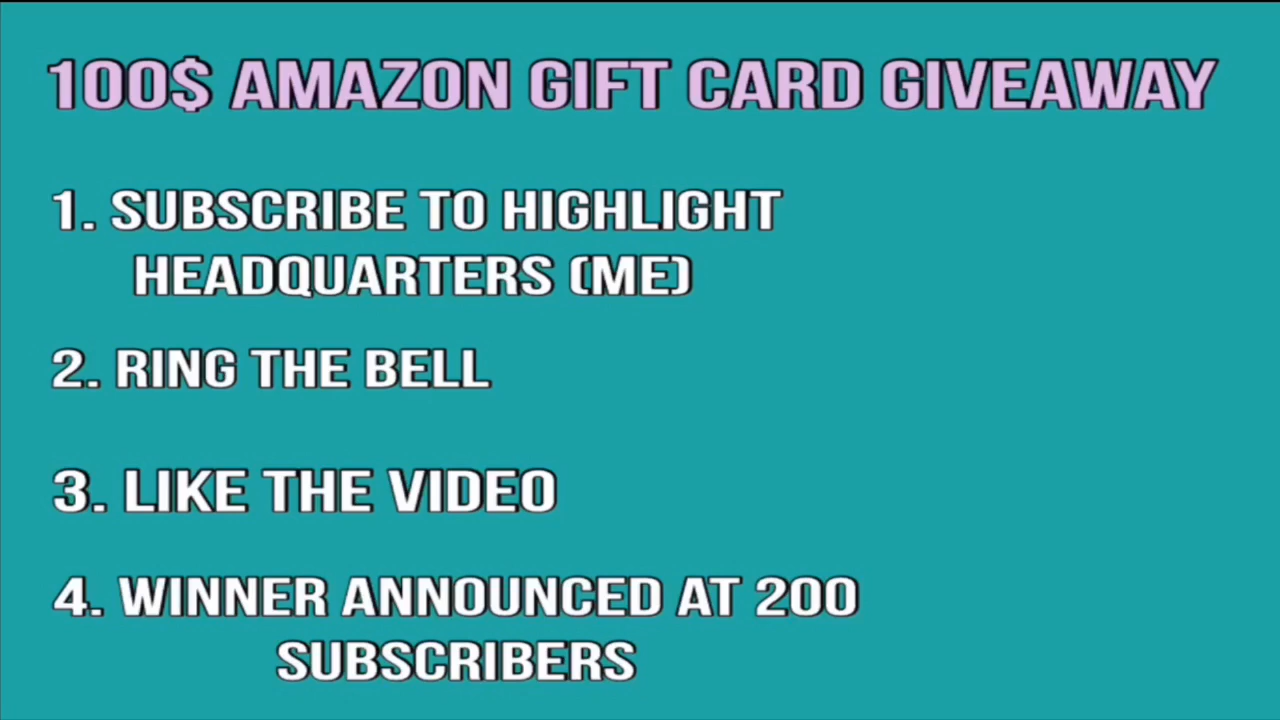 100$ AMAZON GIFT CARD GIVEAWAY
1. SUBSCRIBE TO HIGHLIGHT
HEADQUARTERS (ME)
2. RING THE BELL
3. LIKE THE VIDEO
4. WINNER ANNOUNCED AT 200
SUBSCRIBERS